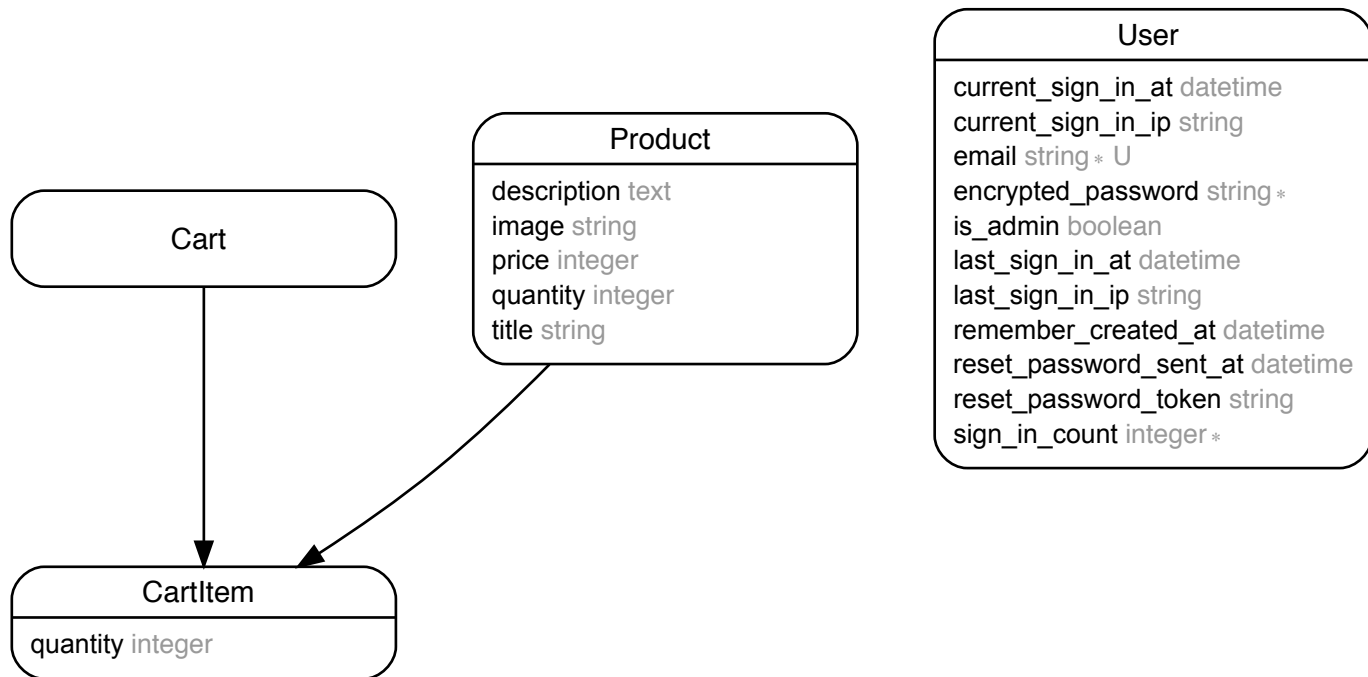 User
current_sign_in_at datetime
current_sign_in_ip string
email string* U
encrypted_password string*
is_admin boolean
last_sign_in_at datetime
last_sign_in_ip string
remember_created_at datetime
reset_password_sent_at datetime
reset_password_token string
sign_in_count integer*
Product
description text
image string
price integer
quantity integer
title string
Cart
CartItem
quantity integer